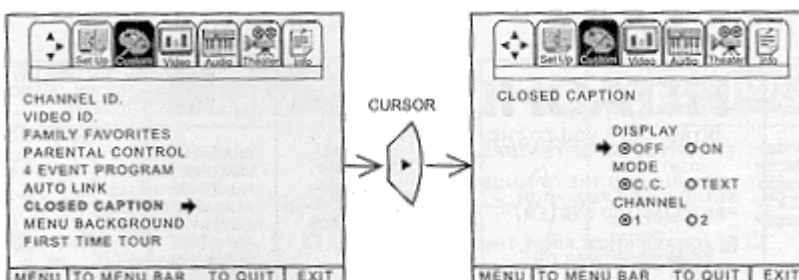 Set Up Custom Video Audio Theater Info
CHANNEL ID.
VIDEO ID.
FAMILY FAVORITES
PARENTAL CONTROL
4 EVENT PROGRAM
AUTO LINK
CLOSED CAPTION
MENU BACKGROUND
FIRST TIME TOUR
MENU TO MENU BAR TO QUIT EXIT
CURSOR
Set Up Custom Video Audio Theater Info
CLOSED CAPTION
DISPLAY
OFF ON
MODE
C.C. TEXT
CHANNEL
1 2
MENU TO MENU BAR TO QUIT EXIT